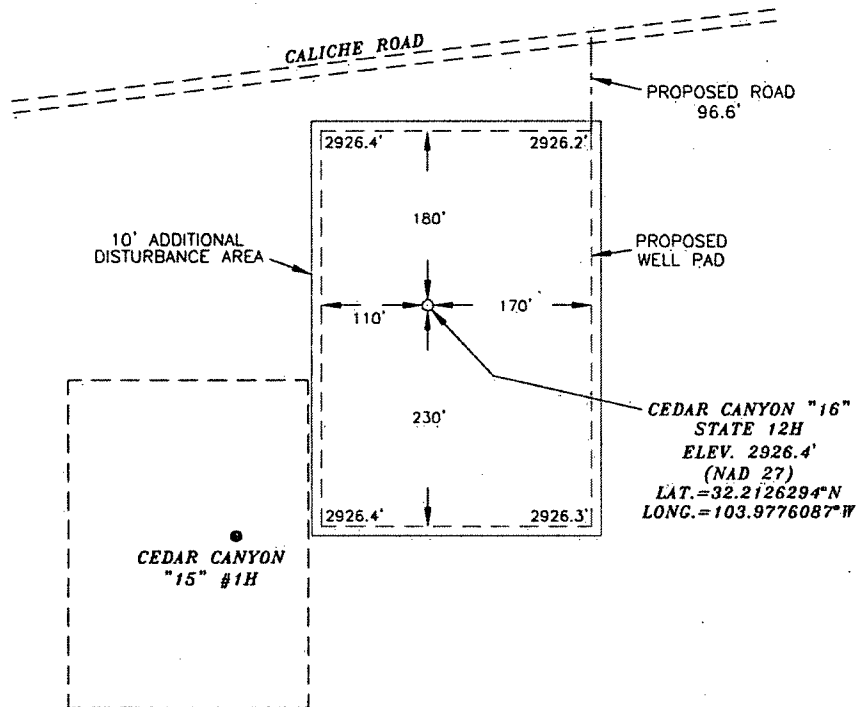 CALICHE ROAD
PROPOSED ROAD
96.6'
2926.4'
2926.2'
180'
10' ADDITIONAL
DISTURBANCE AREA
PROPOSED
WELL PAD
110'
170'
230'
CEDAR CANYON "16"
STATE 12H
ELEV. 2926.4'
(NAD 27)
LAT.=32.2126294°N
LONG.=103.9776087°W
2926.4'
2926.3'
CEDAR CANYON
"15" #1H